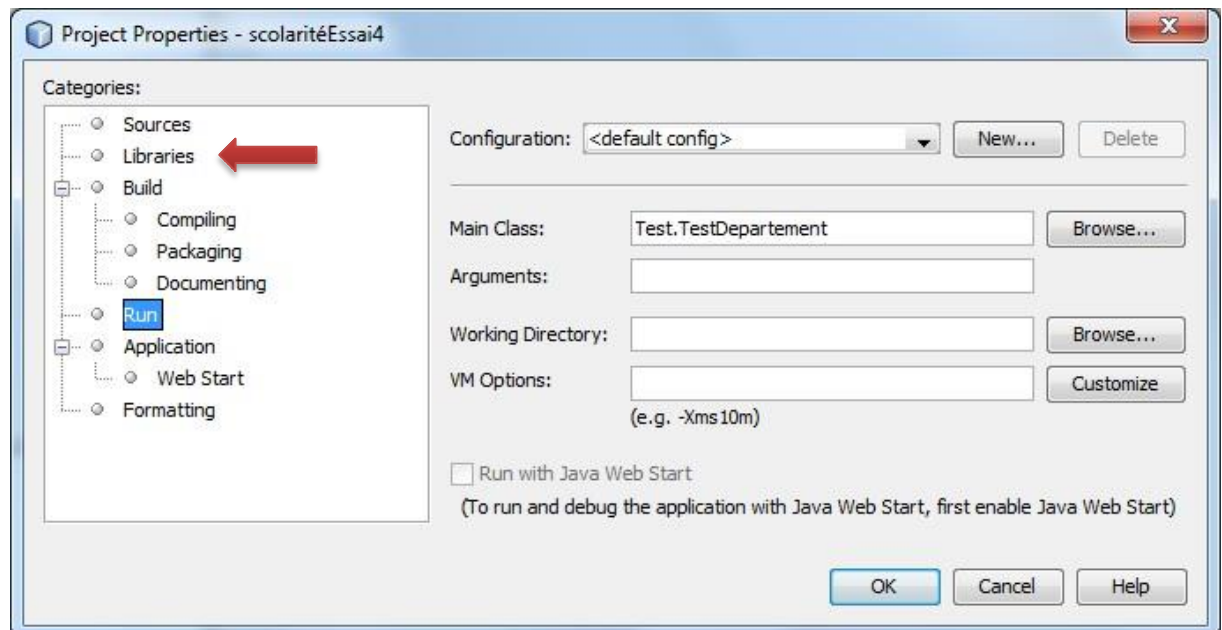 Project Properties - scolaritéEssai4
Categories:
Sources
Libraries
Build
Compiling
Packaging
Documenting
Run
Application
Web Start
Formatting
Configuration: <default config> New... Delete
Main Class: Test.TestDepartement Browse...
Arguments:
Working Directory: Browse...
VM Options: Customize
(e.g. -Xms10m)
Run with Java Web Start
(To run and debug the application with Java Web Start, first enable Java Web Start)
OK Cancel Help